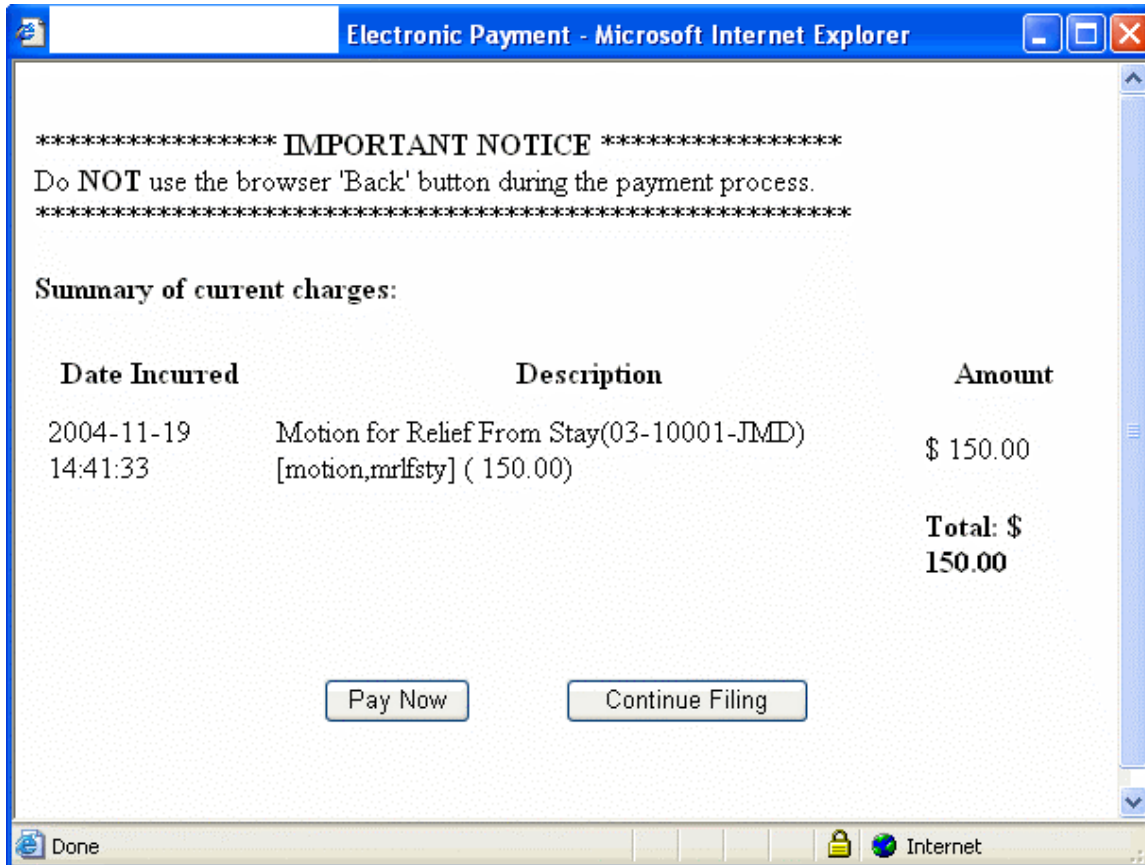 Electronic Payment - Microsoft Internet Explorer
**************** IMPORTANT NOTICE ****************
Do NOT use the browser 'Back' button during the payment process.
******************************************************
Summary of current charges:
Date Incurred Description Amount
2004-11-19 Motion for Relief From Stay(03-10001-JMD) $ 150.00
14:41:33 [motion,mrlfsty] ( 150.00)
Total: $
150.00
Pay Now Continue Filing
Done Internet